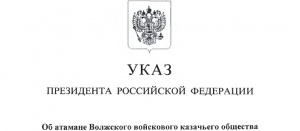 УКАЗ
ПРЕЗИДЕНТА РОССИЙСКОЙ ФЕДЕРАЦИИ
Об атамане Волжского войскового казачьего общества